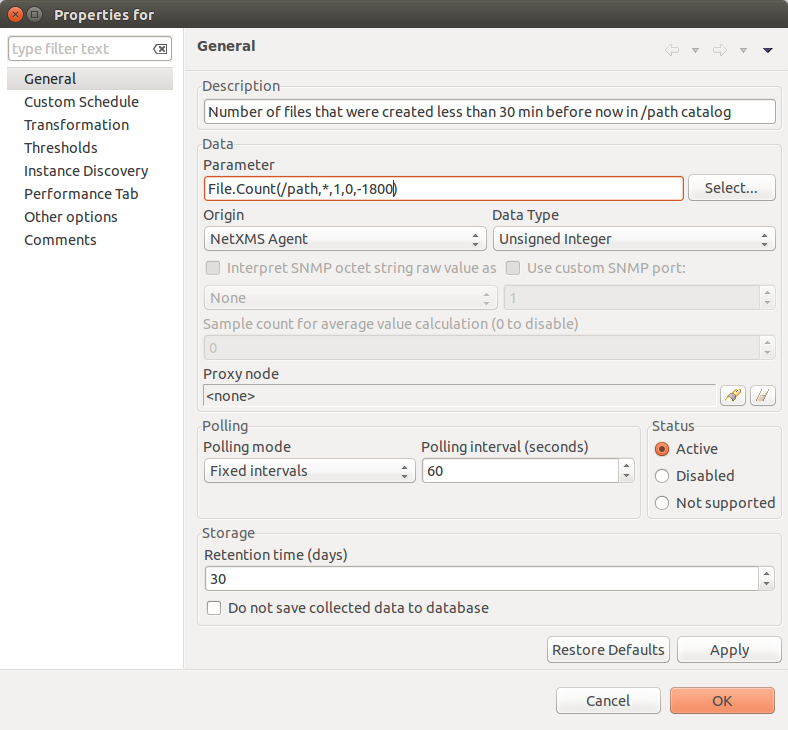 Properties for
type filter text
General
Custom Schedule
Transformation
Thresholds
Instance Discovery
Performance Tab
Other options
Comments
General
Description
Number of files that were created less than 30 min before now in /path catalog
Data
Parameter
File.Count(/path,*,1,0,-1800)
Select...
Origin
Data Type
NetXMS Agent
Unsigned Integer
Interpret SNMP octet string raw value as
Use custom SNMP port:
None
1
Sample count for average value calculation (0 to disable)
0
Proxy node
<none>
Polling
Polling mode
Polling interval (seconds)
Fixed intervals
60
Status
Active
Disabled
Not supported
Storage
Retention time (days)
30
Do not save collected data to database
Restore Defaults
Apply
Cancel
OK